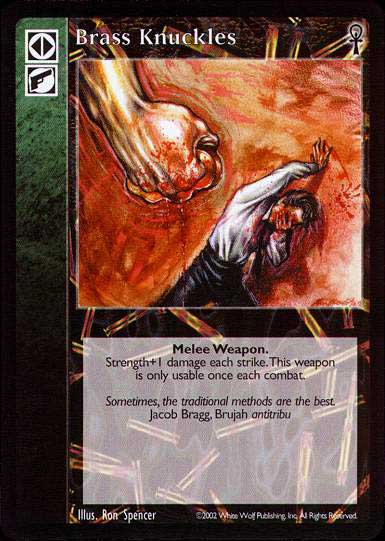 Brass Knuckles
Melee Weapon.
Strength+1 damage each strike. This weapon
is only usable once each combat.
Sometimes, the traditional methods are the best.
Jacob Bragg, Brujah antitribu
Illus. Ron Spencer
©2002 White Wolf Publishing, Inc. All Rights Reserved.